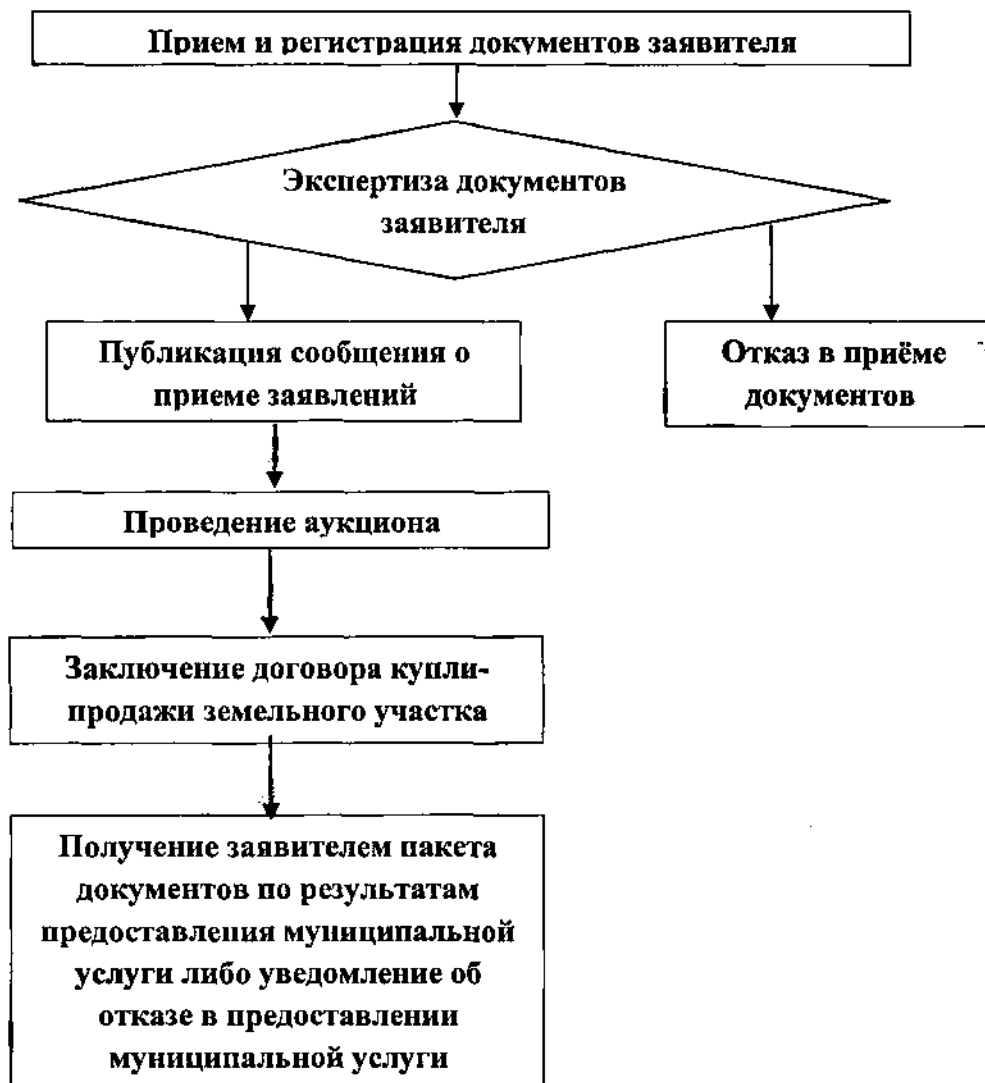 Прием и регистрация документов заявителя
Экспертиза документов
заявителя
Публикация сообщения о
приеме заявлений
Отказ в приёме
документов
Проведение аукциона
Заключение договора купли-
продажи земельного участка
Получение заявителем пакета
документов по результатам
предоставления муниципальной
услуги либо уведомление об
отказе в предоставлении
муниципальной услуги